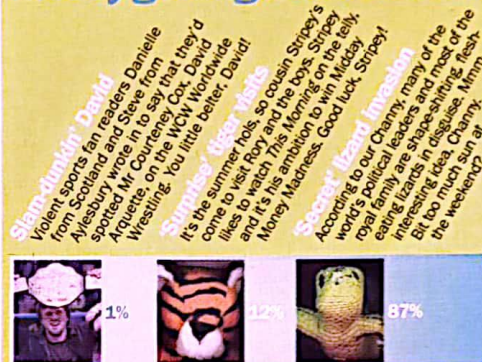 Slam-dunkin' David
Violent sports fan readers Danielle
from Scotland and Steve from
Aylesbury wrote in to say that they'd
spotted Mr Courteney Cox, David
Arquette, on the WCW Worldwide
Wrestling. You little belter, David!
'Surprise' tiger visits
It's the summer hols, so cousin Stripey's
come to visit Rory and the boys. Stripey
likes to watch This Morning on the telly,
and it's his ambition to win Midday
Money Madness. Good luck, Stripey!
'Secret' lizard invasion
According to our Channy, many of the
world's political leaders and most of the
royal family are shape-shifting, flesh-
eating lizards in disguise. Mmm
interesting idea, Channy.
Bit too much sun at
the weekend?
1%
12%
87%